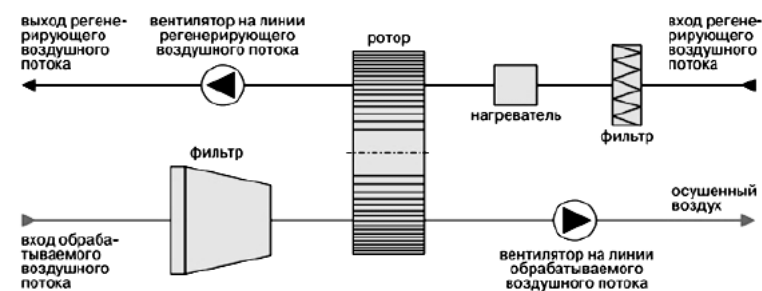 выход регене-
рирующего
воздушного
потока
вентилятор на линии
регенерирующего
воздушного потока
ротор
вход регене-
рирующего
воздушного
потока
нагреватель
фильтр
фильтр
осушенный
воздух
вход обраба-
тываемого
воздушного
потока
вентилятор на линии
обрабатываемого
воздушного потока